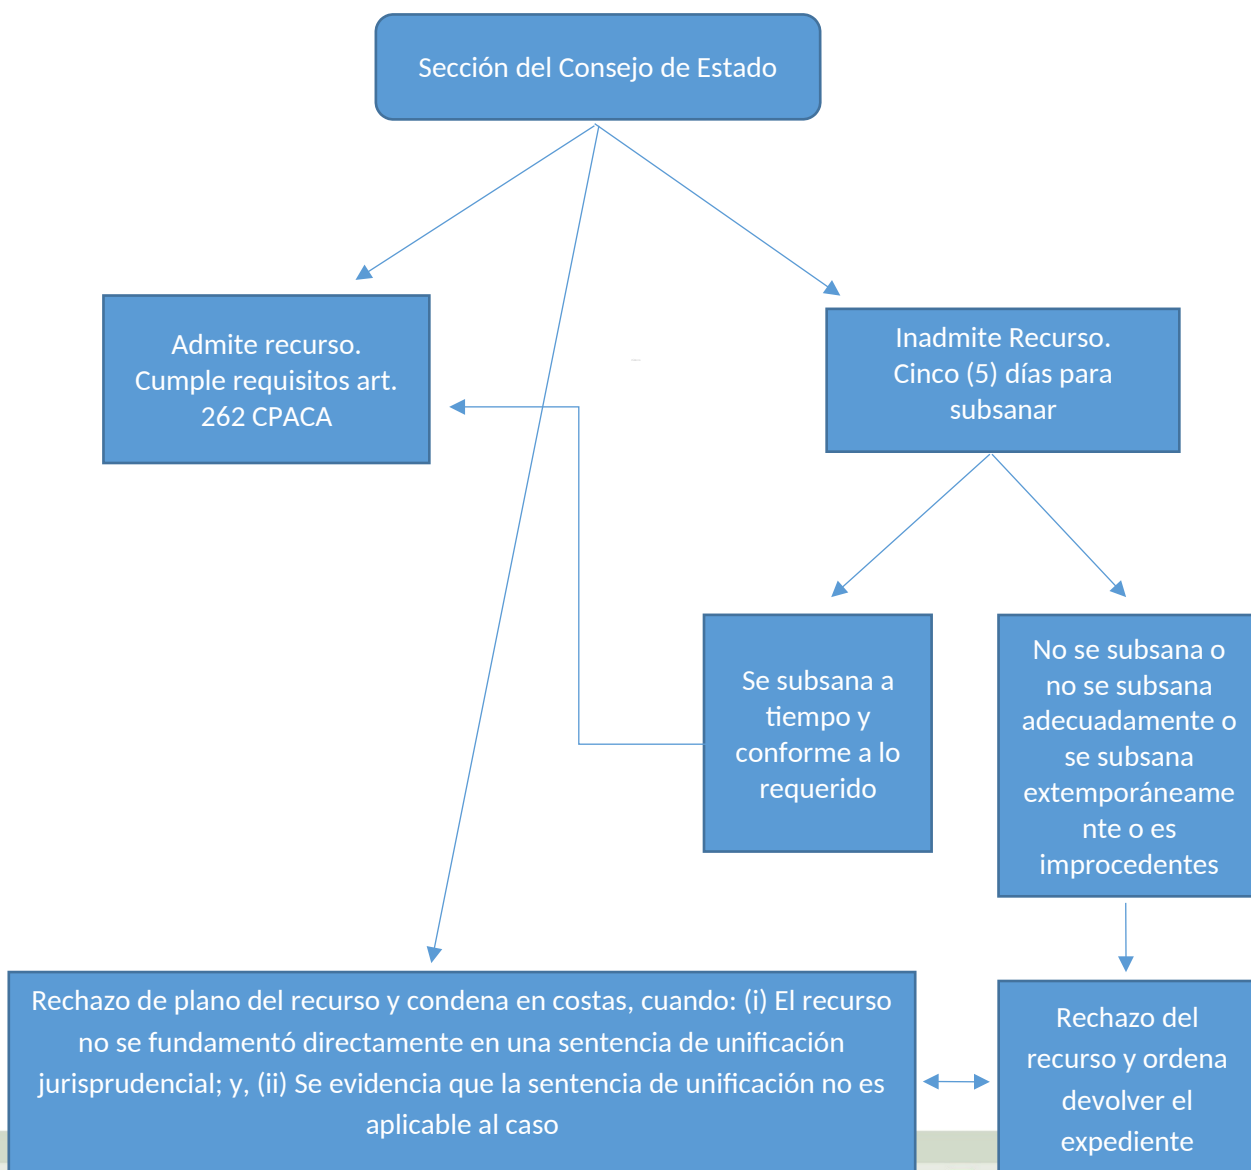 Sección del Consejo de Estado
Admite recurso.
Cumple requisitos art.
262 CPACA
Inadmite Recurso.
Cinco (5) días para
subsanar
Se subsana a
tiempo y
conforme a lo
requerido
No se subsana o
no se subsana
adecuadamente o
se subsana
extemporáneame
nte o es
improcedentes
Rechazo de plano del recurso y condena en costas, cuando: (i) El recurso
no se fundamentó directamente en una sentencia de unificación
jurisprudencial; y, (ii) Se evidencia que la sentencia de unificación no es
aplicable al caso
Rechazo del
recurso y ordena
devolver el
expediente